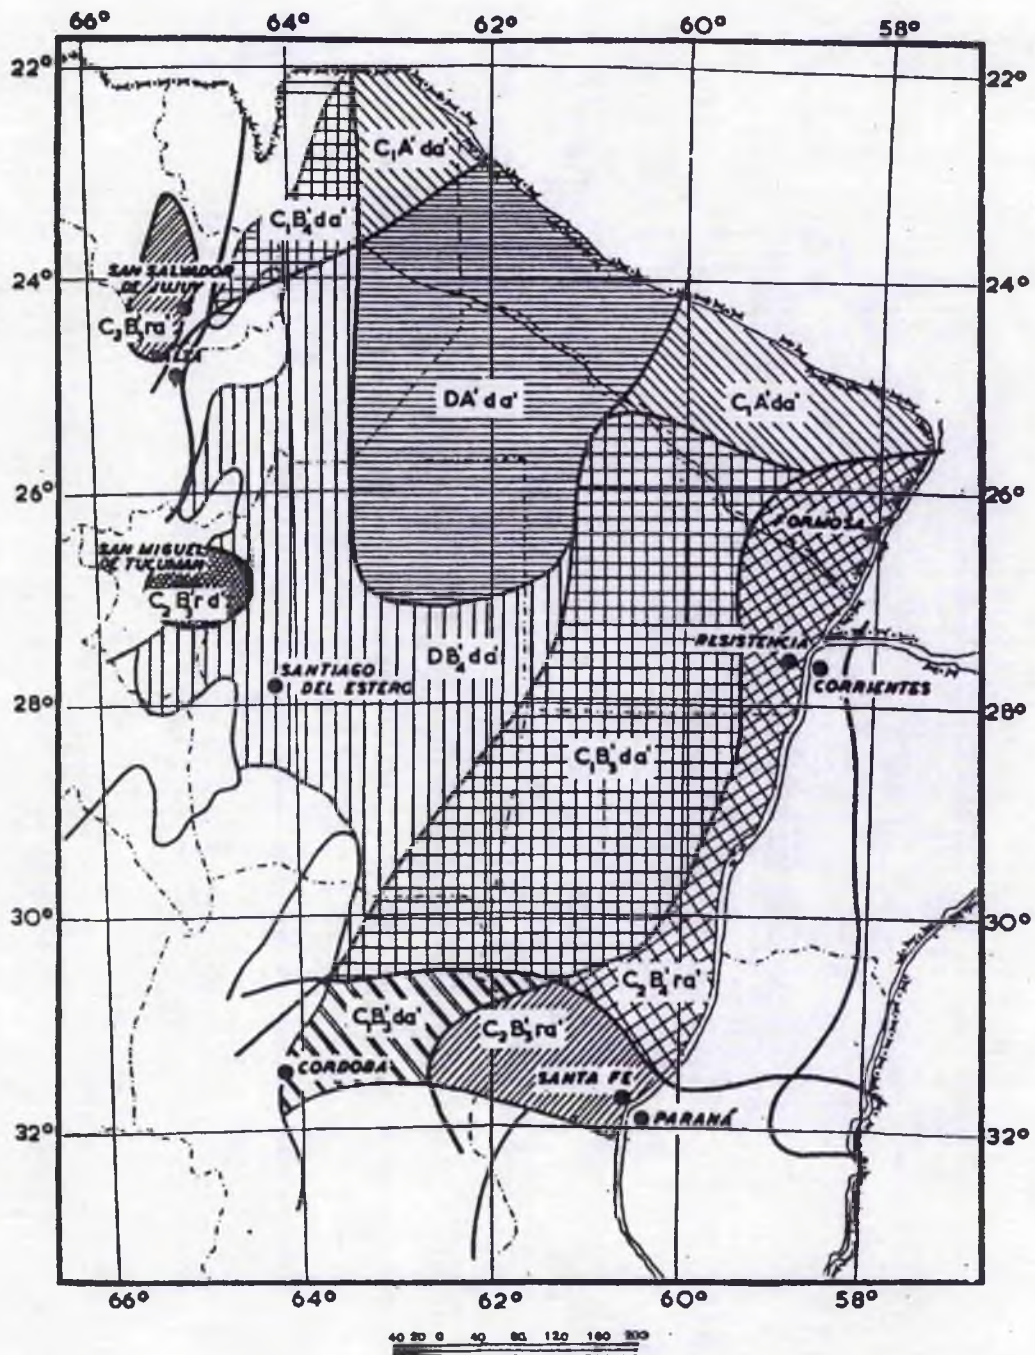 66° 64° 62° 60° 58°
22° 22°
C₁A'da'
C₁B'₄da'
SAN SALVADOR
DE JUJUY
24° 24°
C₂B'₃ra'
SALTA
DA'da'
C₁A'da'
26° 26°
FORMOSA
SAN MIGUEL
DE TUCUMAN
C₂B'₃rd'
RESISTENCIA
DB'₄da'
SANTIAGO
DEL ESTERO
CORRIENTES
28° 28°
C₁B'₃da'
30° 30°
C₂B'₄ra'
C₁B'₃da'
C₂B'₃ra'
CORDOBA
SANTA FE
PARANÁ
32° 32°
66° 64° 62° 60° 58°
40 20 0 40 80 120 160 200